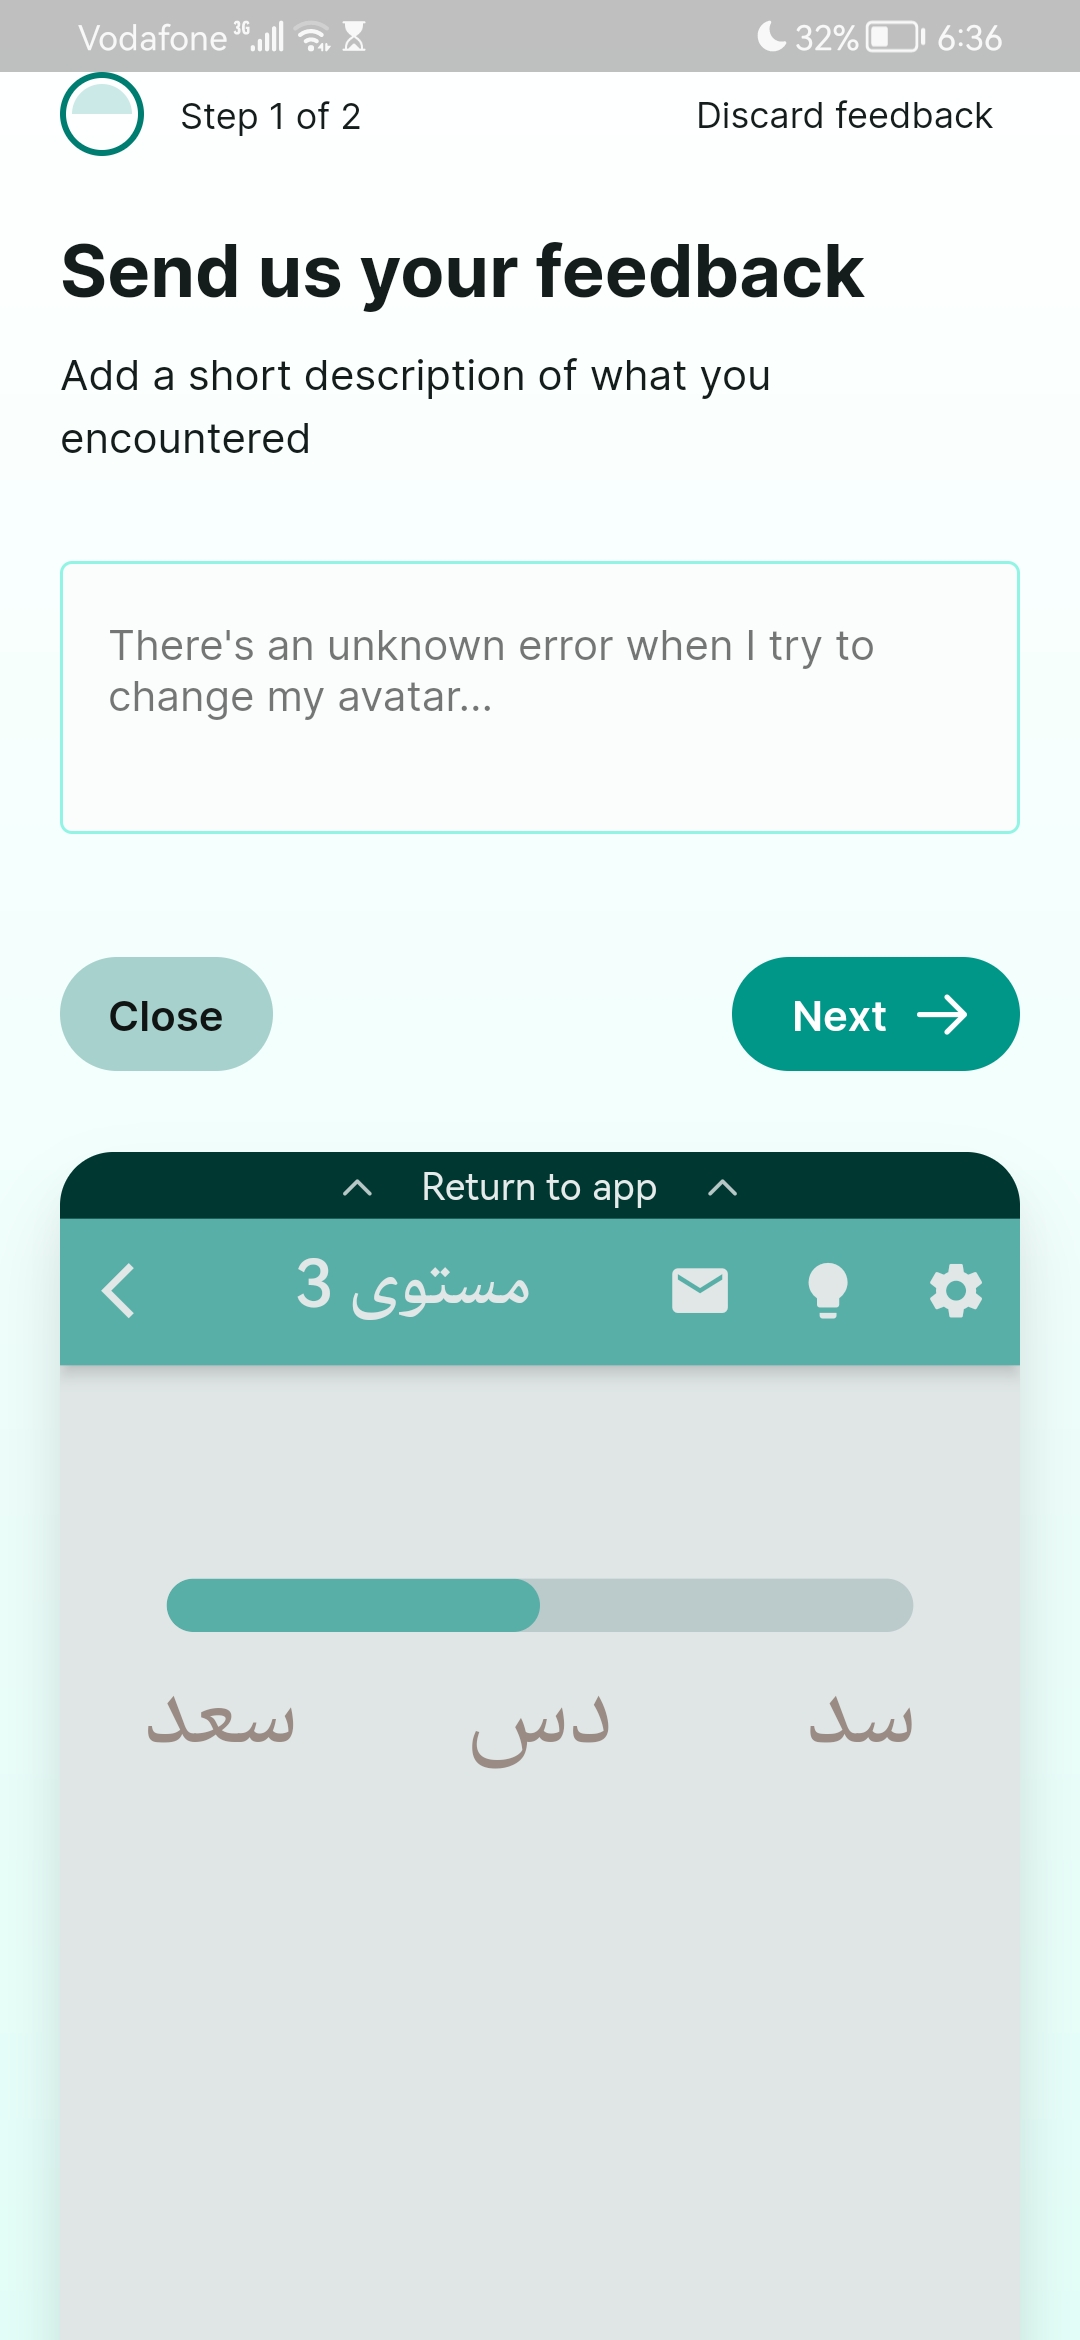 Vodafone 3G 32% 6:36
Step 1 of 2 Discard feedback
Send us your feedback
Add a short description of what you
encountered
There's an unknown error when I try to
change my avatar...
Close Next
Return to app
مستوى 3
سد دس سعد